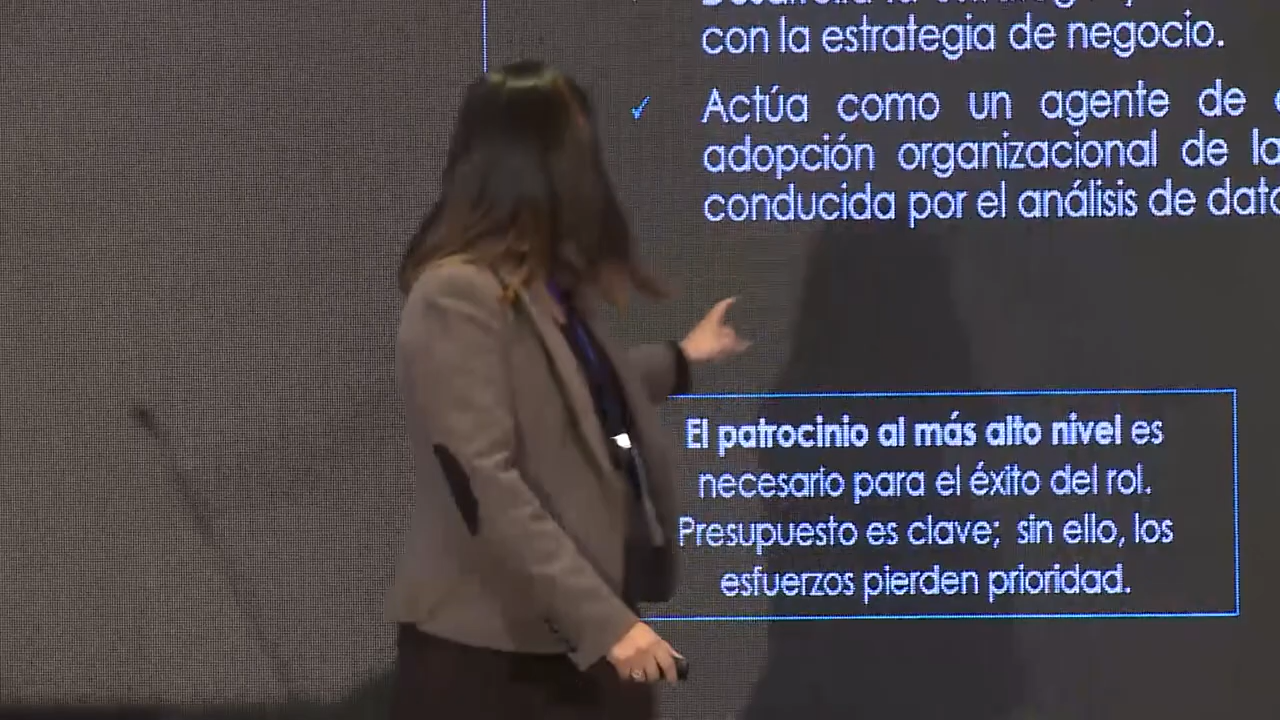 con la estrategia de negocio.
✓ Actúa como un agente de
adopción organizacional de la
conducida por el análisis de
El patrocinio al más alto nivel es
necesario para el éxito del rol.
Presupuesto es clave; sin ello, los
esfuerzos pierden prioridad.